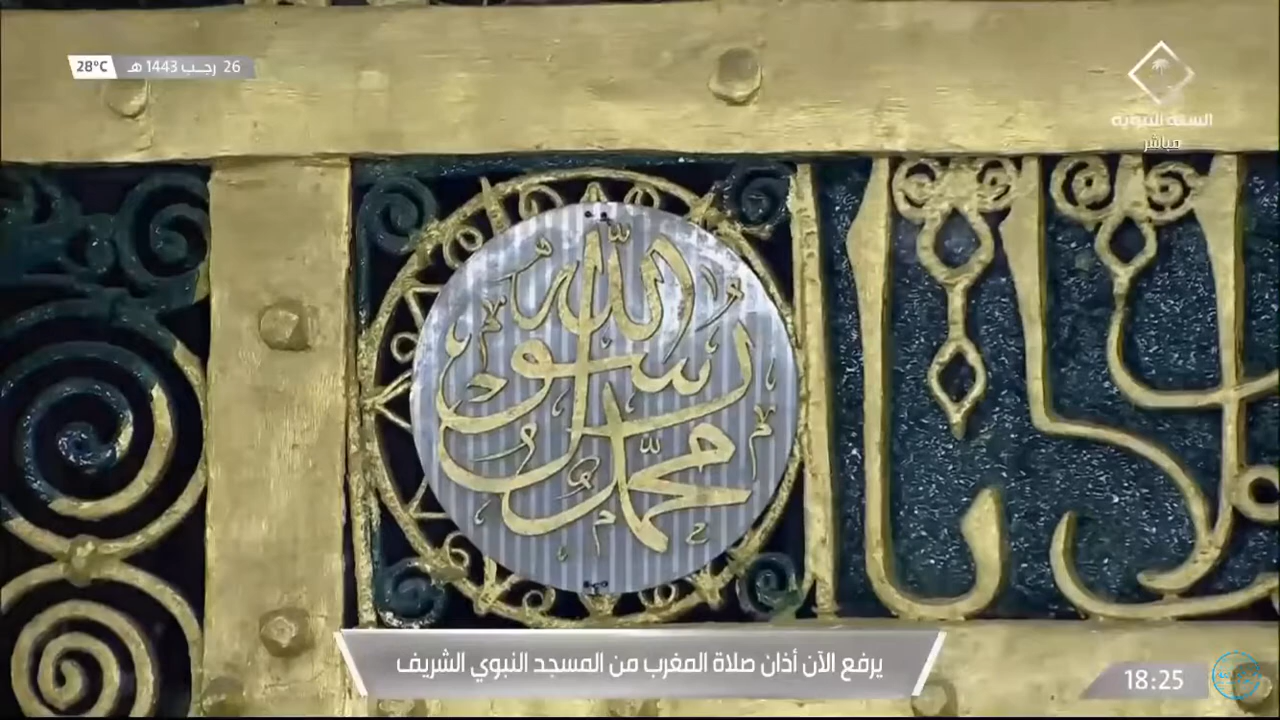 28°C
26 رجـب 1443 هـ
السنة النبوية
مباشر
الله
رسول
محمد
يرفع الآن أذان صلاة المغرب من المسجد النبوي الشريف
18:25